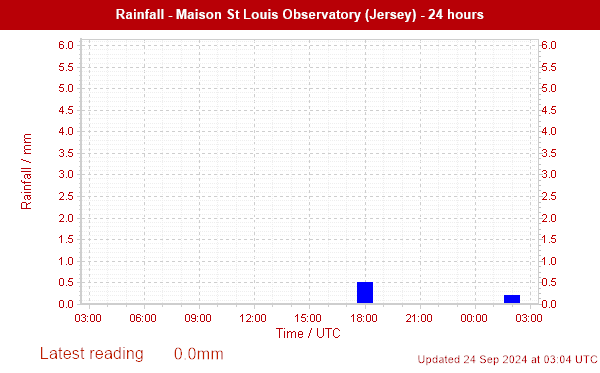 Rainfall - Maison St Louis Observatory (Jersey) - 24 hours
6.0 6.0
5.5 5.5
5.0 5.0
4.5 4.5
4.0 4.0
3.5 3.5
3.0 3.0
2.5 2.5
2.0 2.0
1.5 1.5
1.0 1.0
0.5 0.5
0.0 0.0
Rainfall / mm
03:00 06:00 09:00 12:00 15:00 18:00 21:00 00:00 03:00
Time / UTC
Latest reading 0.0mm
Updated 24 Sep 2024 at 03:04 UTC